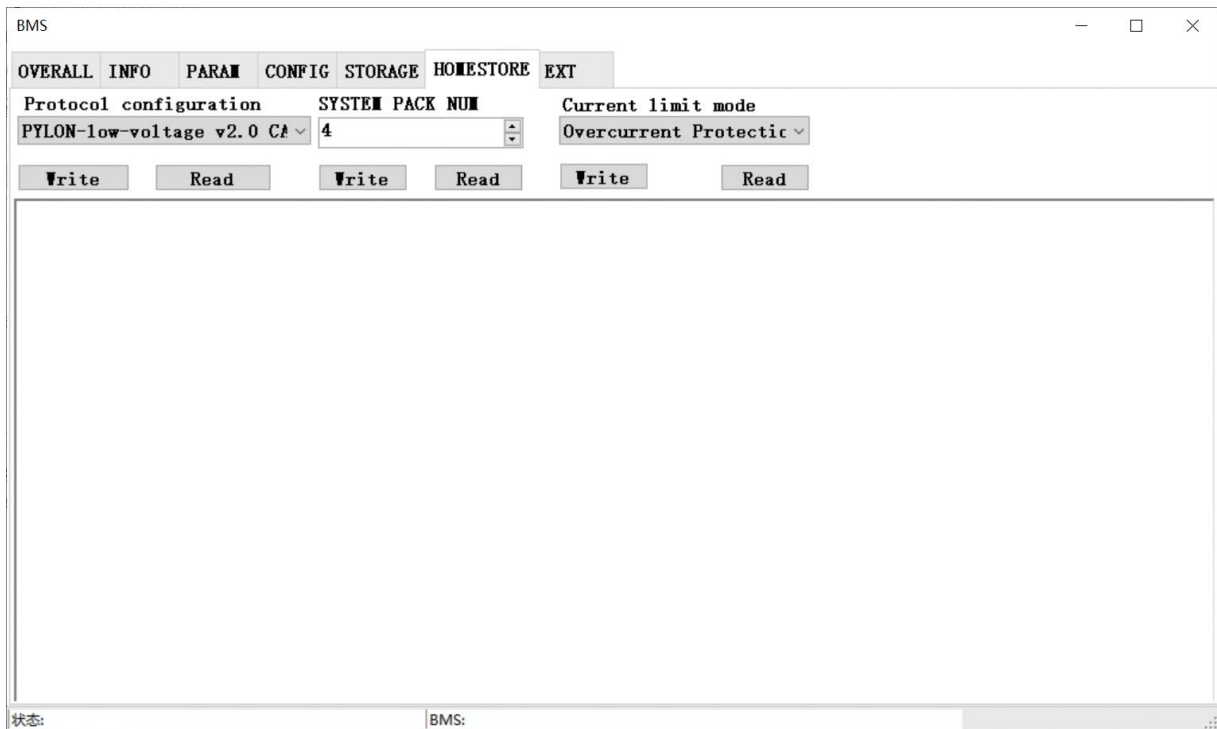 BMS
OVERALL INFO PARAM CONFIG STORAGE HOMESTORE EXT
Protocol configuration SYSTEM PACK NUM Current limit mode
PYLON-low-voltage v2.0 CA 4 Overcurrent Protectic
Write Read Write Read Write Read
状态: BMS: